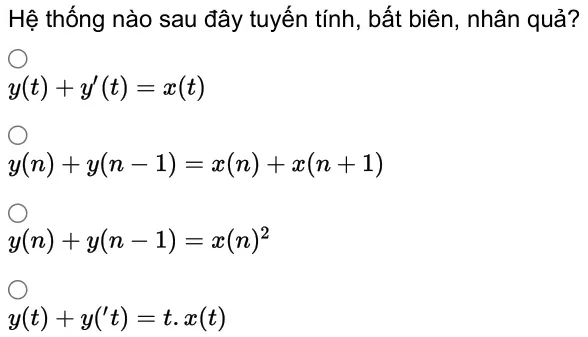 Hệ thống nào sau đây tuyến tính, bất biên, nhân quả?
y(t) + y′(t) = x(t)
y(n) + y(n − 1) = x(n) + x(n + 1)
y(n) + y(n − 1) = x(n)²
y(t) + y(′t) = t. x(t)